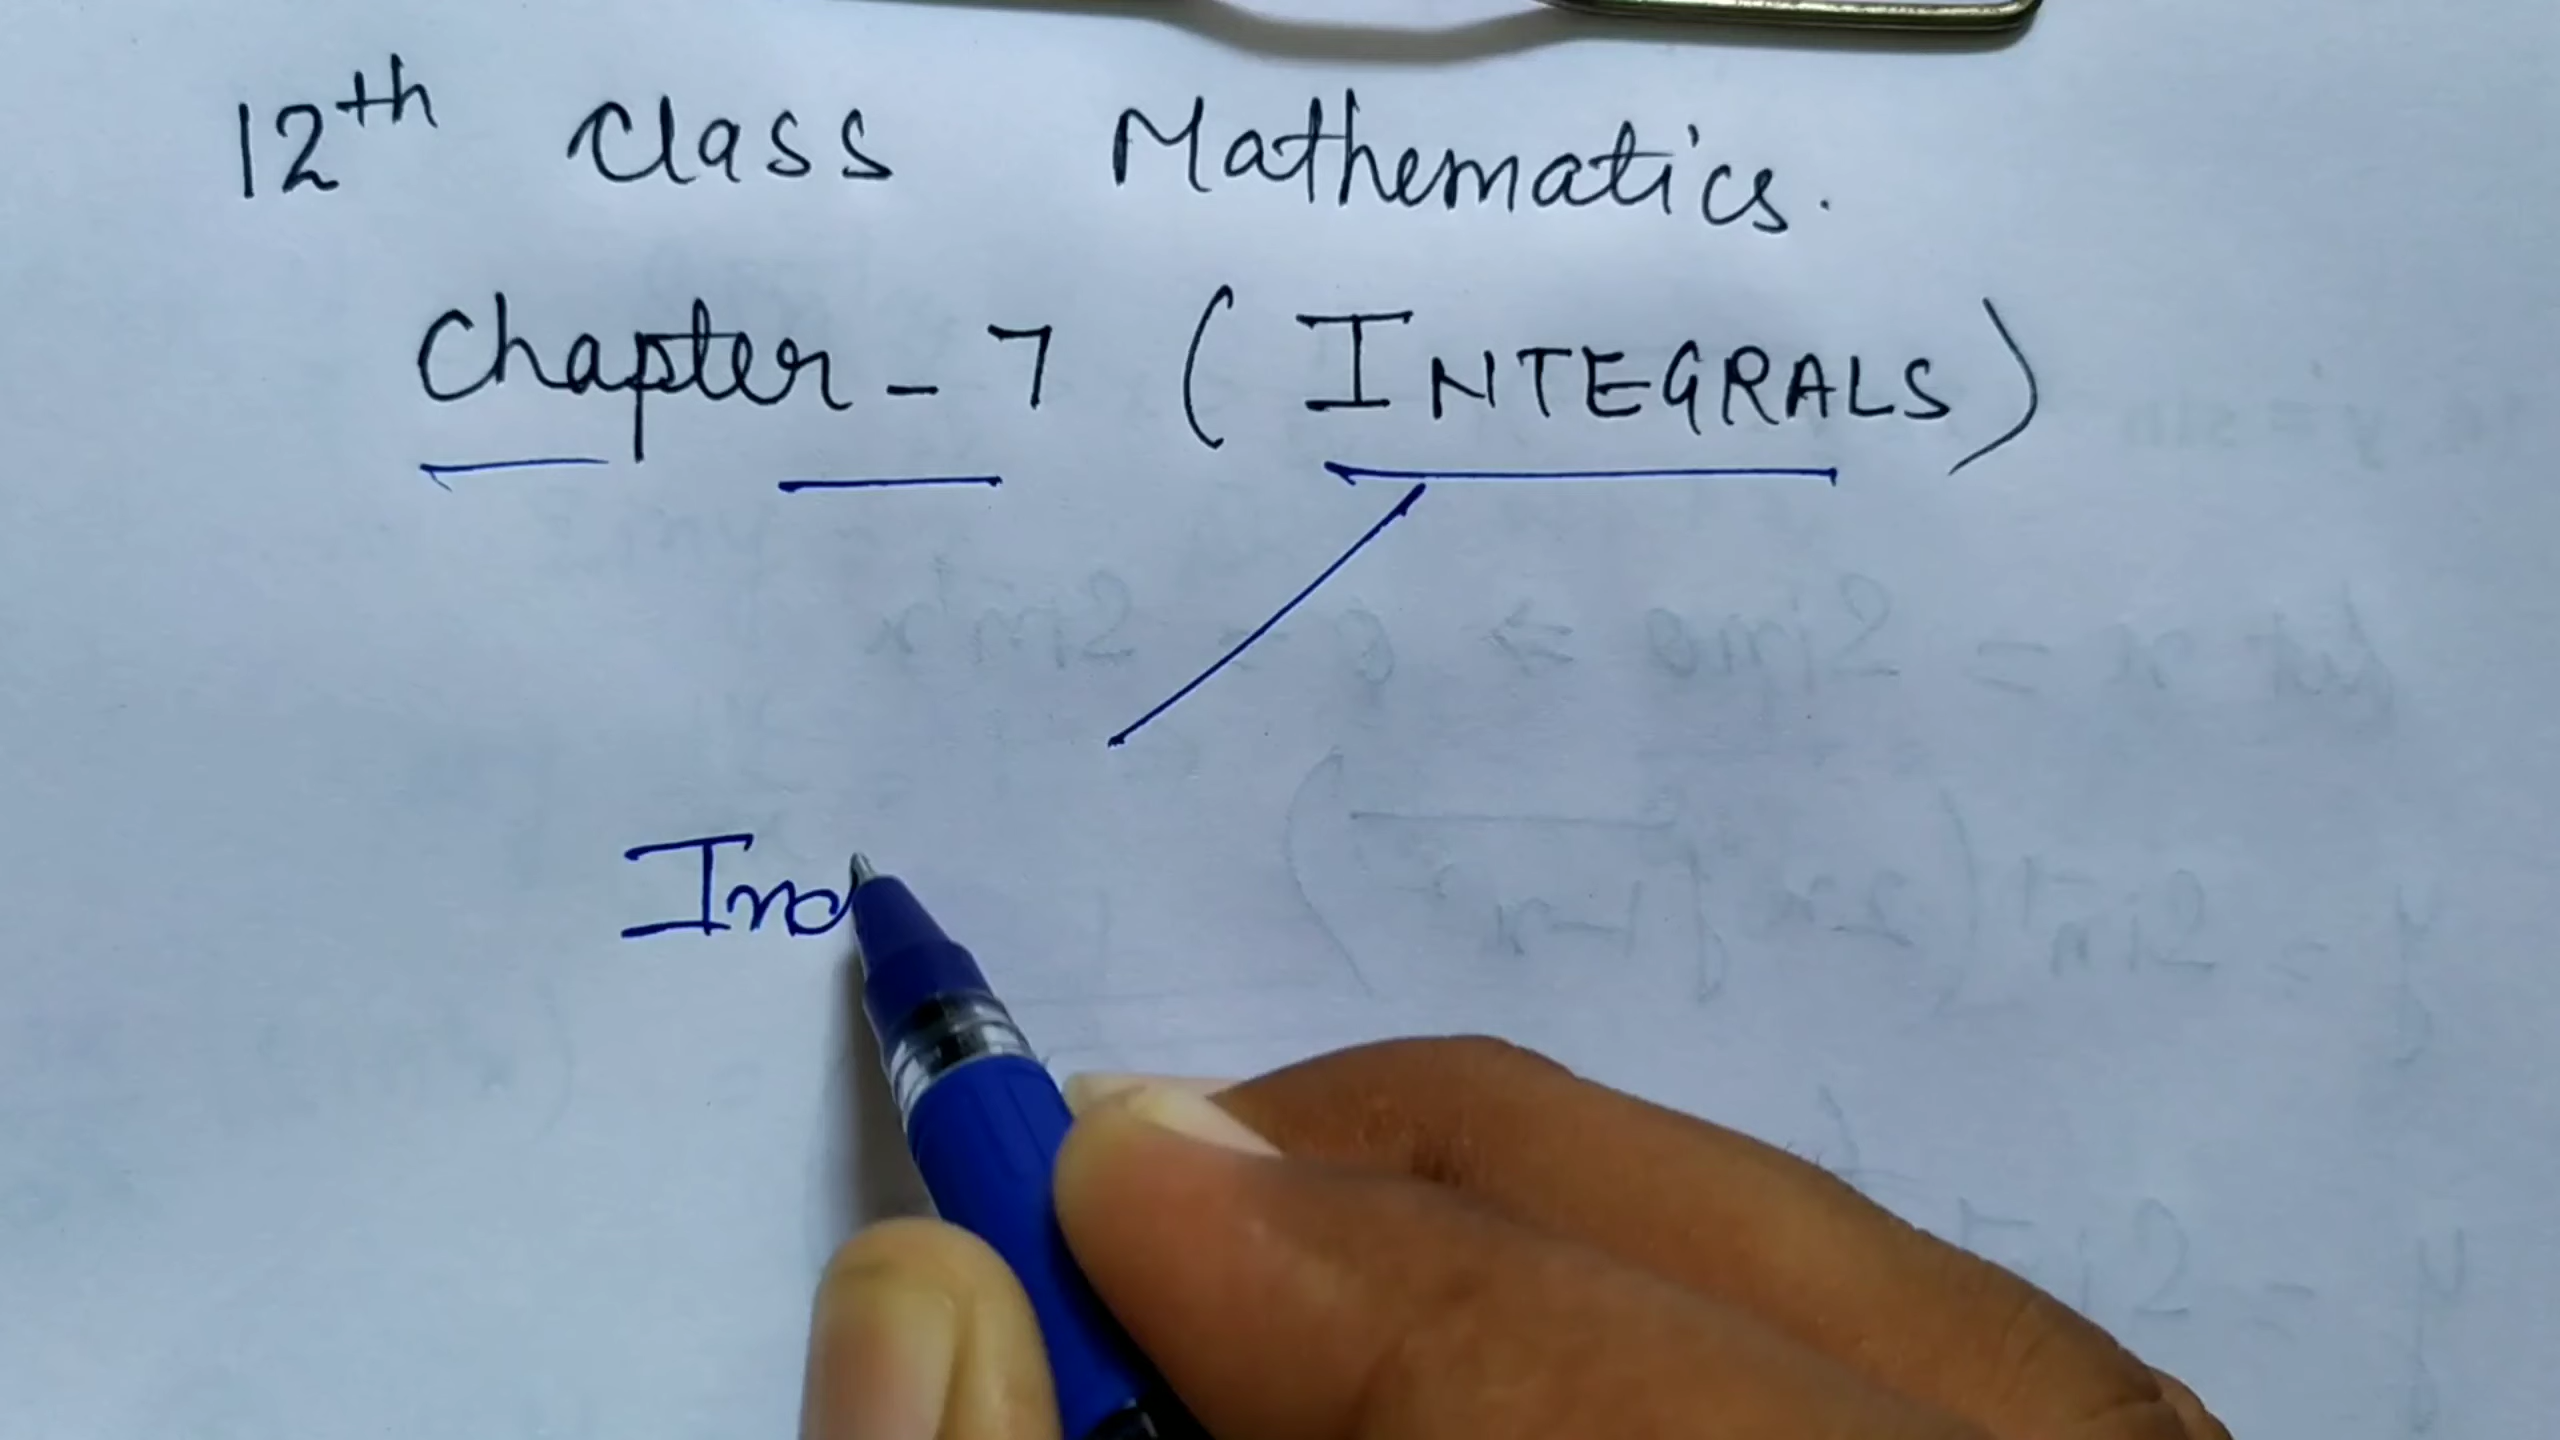 12th Class Mathematics.
Chapter - 7 (INTEGRALS)
Ind